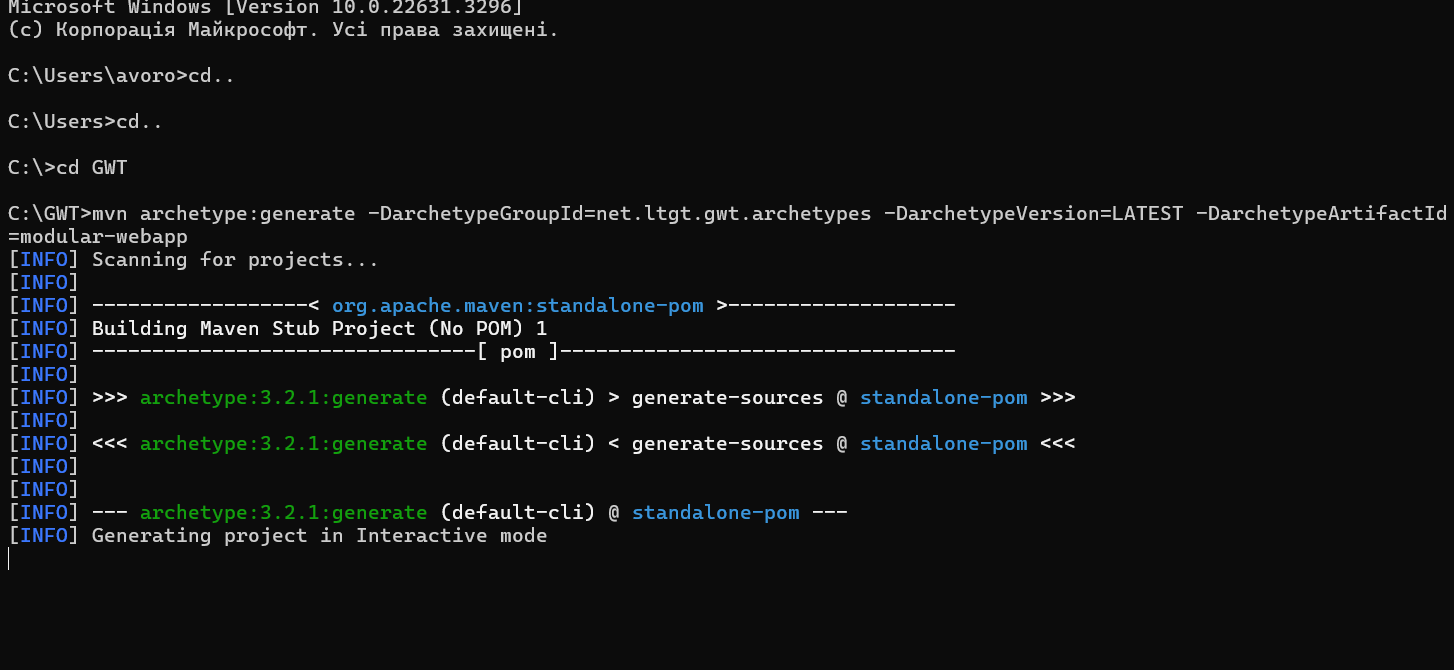 Microsoft Windows [Version 10.0.22631.3296]
(c) Корпорація Майкрософт. Усі права захищені.
C:\Users\avoro>cd..
C:\Users>cd..
C:\>cd GWT
C:\GWT>mvn archetype:generate -DarchetypeGroupId=net.ltgt.gwt.archetypes -DarchetypeVersion=LATEST -DarchetypeArtifactId
=modular-webapp
[INFO] Scanning for projects...
[INFO]
[INFO] ------------------< org.apache.maven:standalone-pom >-------------------
[INFO] Building Maven Stub Project (No POM) 1
[INFO] --------------------------------[ pom ]---------------------------------
[INFO]
[INFO] >>> archetype:3.2.1:generate (default-cli) > generate-sources @ standalone-pom >>>
[INFO]
[INFO] <<< archetype:3.2.1:generate (default-cli) < generate-sources @ standalone-pom <<<
[INFO]
[INFO]
[INFO] --- archetype:3.2.1:generate (default-cli) @ standalone-pom ---
[INFO] Generating project in Interactive mode